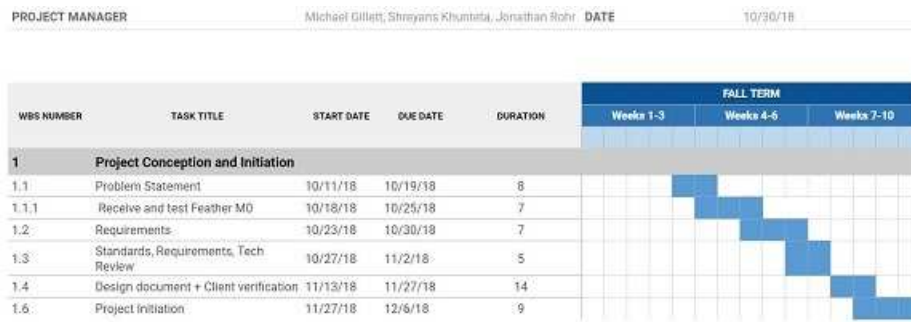 PROJECT MANAGER Michael Gillett, Shreyans Khunteta, Jonathan Rohr DATE 10/30/18
FALL TERM
WBS NUMBER TASK TITLE START DATE DUE DATE DURATION Weeks 1-3 Weeks 4-6 Weeks 7-10
1 Project Conception and Initiation
1.1 Problem Statement 10/11/18 10/19/18 8
1.1.1 Receive and test Feather M0 10/18/18 10/25/18 7
1.2 Requirements 10/23/18 10/30/18 7
1.3 Standards, Requirements, Tech
Review 10/27/18 11/2/18 5
1.4 Design document + Client verification 11/13/18 11/27/18 14
1.6 Project Initiation 11/27/18 12/6/18 9